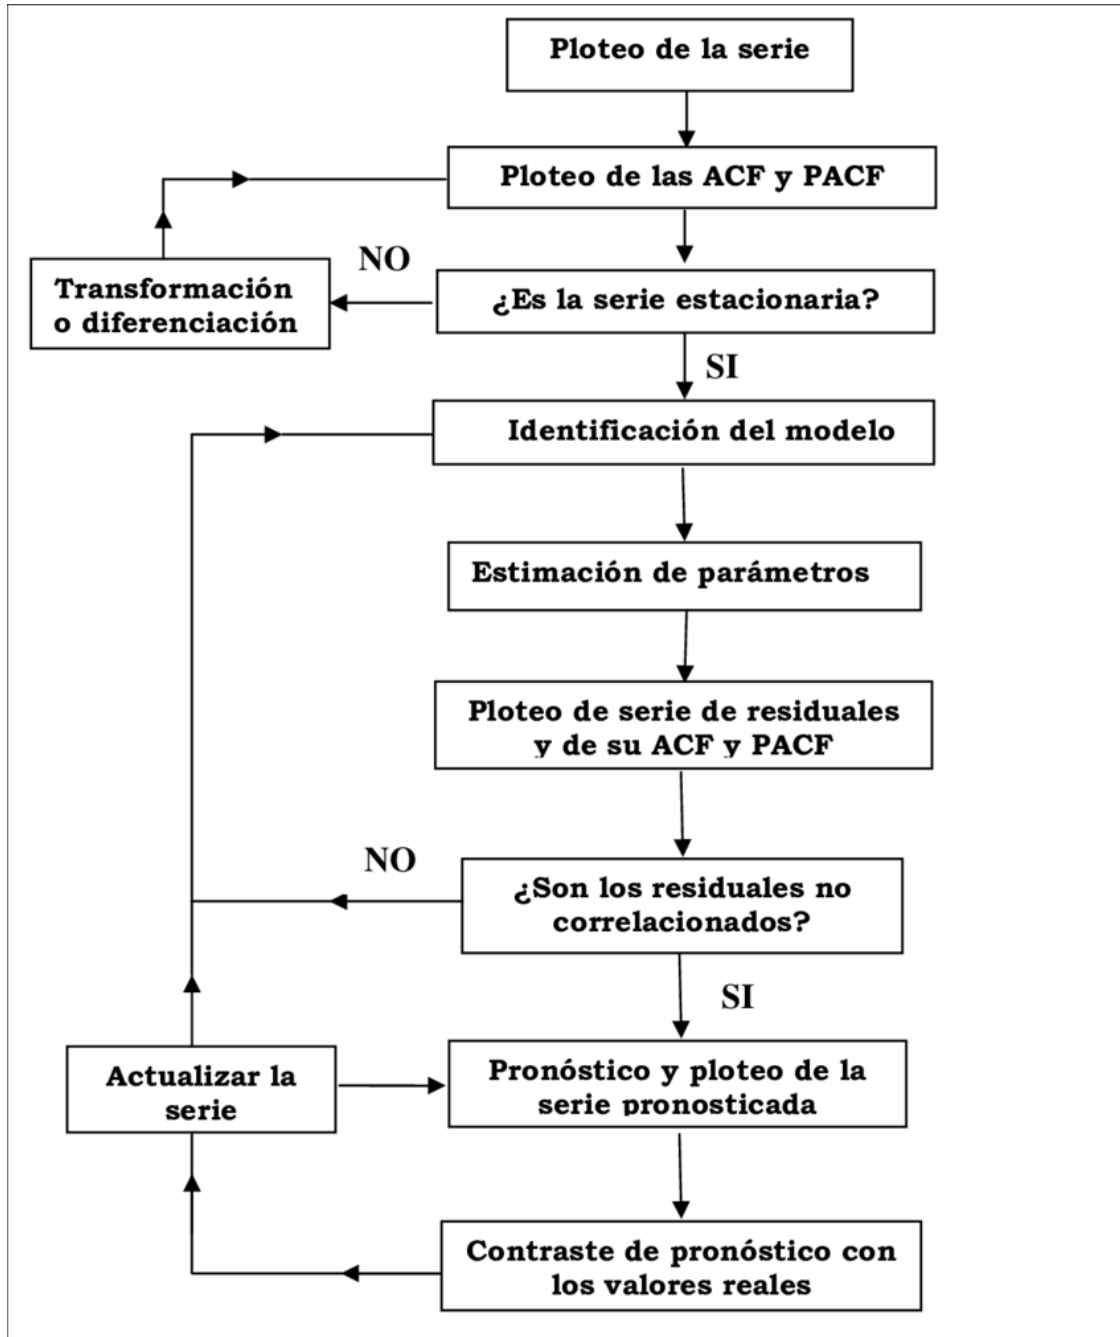 Ploteo de la serie
Ploteo de las ACF y PACF
NO
Transformación
o diferenciación
¿Es la serie estacionaria?
SI
Identificación del modelo
Estimación de parámetros
Ploteo de serie de residuales
y de su ACF y PACF
NO
¿Son los residuales no
correlacionados?
SI
Actualizar la
serie
Pronóstico y ploteo de la
serie pronosticada
Contraste de pronóstico con
los valores reales